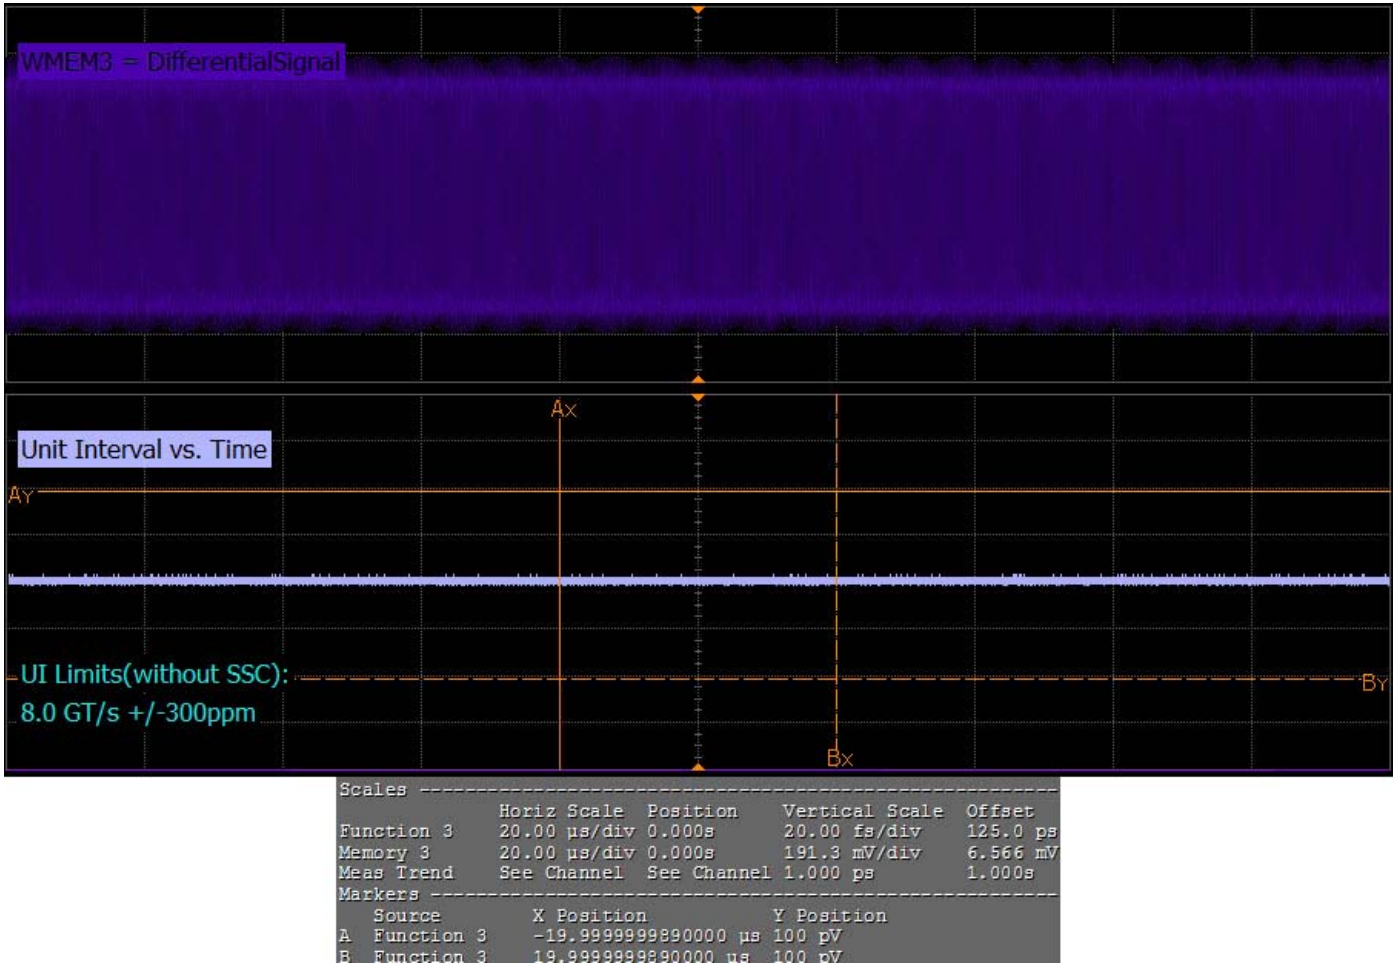 WMEM3 = DifferentialSignal
Ax
Unit Interval vs. Time
AY
UI Limits(without SSC):
BY
8.0 GT/s +/-300ppm
Bx
Scales
Horiz Scale Position Vertical Scale Offset
Function 3 20.00 µs/div 0.000s 20.00 fs/div 125.0 ps
Memory 3 20.00 µs/div 0.000s 191.3 mV/div 6.566 mV
Meas Trend See Channel See Channel 1.000 ps 1.000s
Markers
Source X Position Y Position
A Function 3 -19.9999999890000 µs 100 pV
B Function 3 19.9999999890000 µs 100 pV